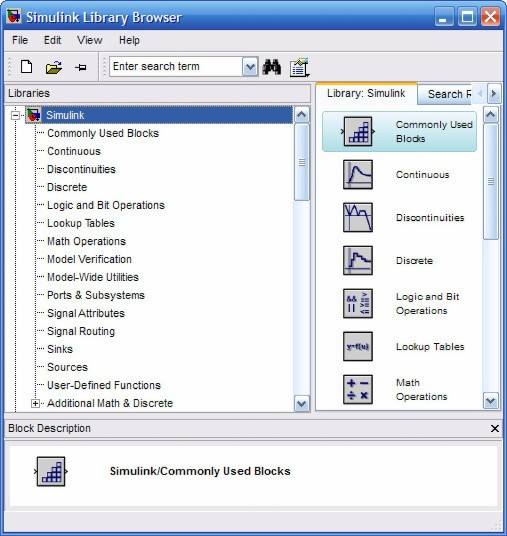 Simulink Library Browser
File Edit View Help
Enter search term
Libraries
Simulink
Commonly Used Blocks
Continuous
Discontinuities
Discrete
Logic and Bit Operations
Lookup Tables
Math Operations
Model Verification
Model-Wide Utilities
Ports & Subsystems
Signal Attributes
Signal Routing
Sinks
Sources
User-Defined Functions
Additional Math & Discrete
Library: Simulink Search R
Commonly Used
Blocks
Continuous
Discontinuities
Discrete
Logic and Bit
Operations
y=f(u)
Lookup Tables
Math
Operations
Block Description
Simulink/Commonly Used Blocks